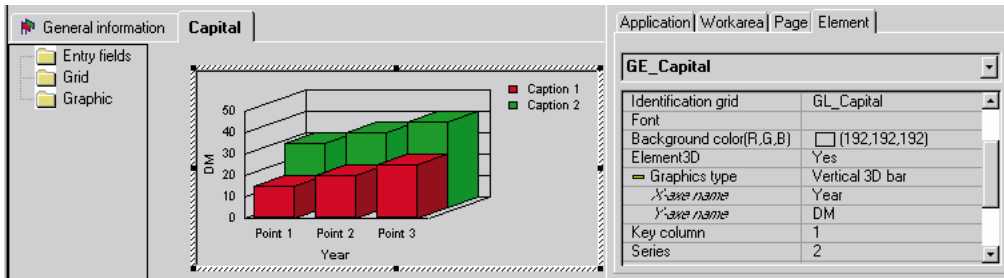 General information
Capital
Entry fields
Grid
Graphic
Caption 1
Caption 2
50
40
30
20
10
0
DM
Point 1 Point 2 Point 3
Year
Application Workarea Page Element
GE_Capital
Identification grid GL_Capital
Font
Background color(R,G,B) (192,192,192)
Element3D Yes
Graphics type Vertical 3D bar
X-axe name Year
Y-axe name DM
Key column 1
Series 2